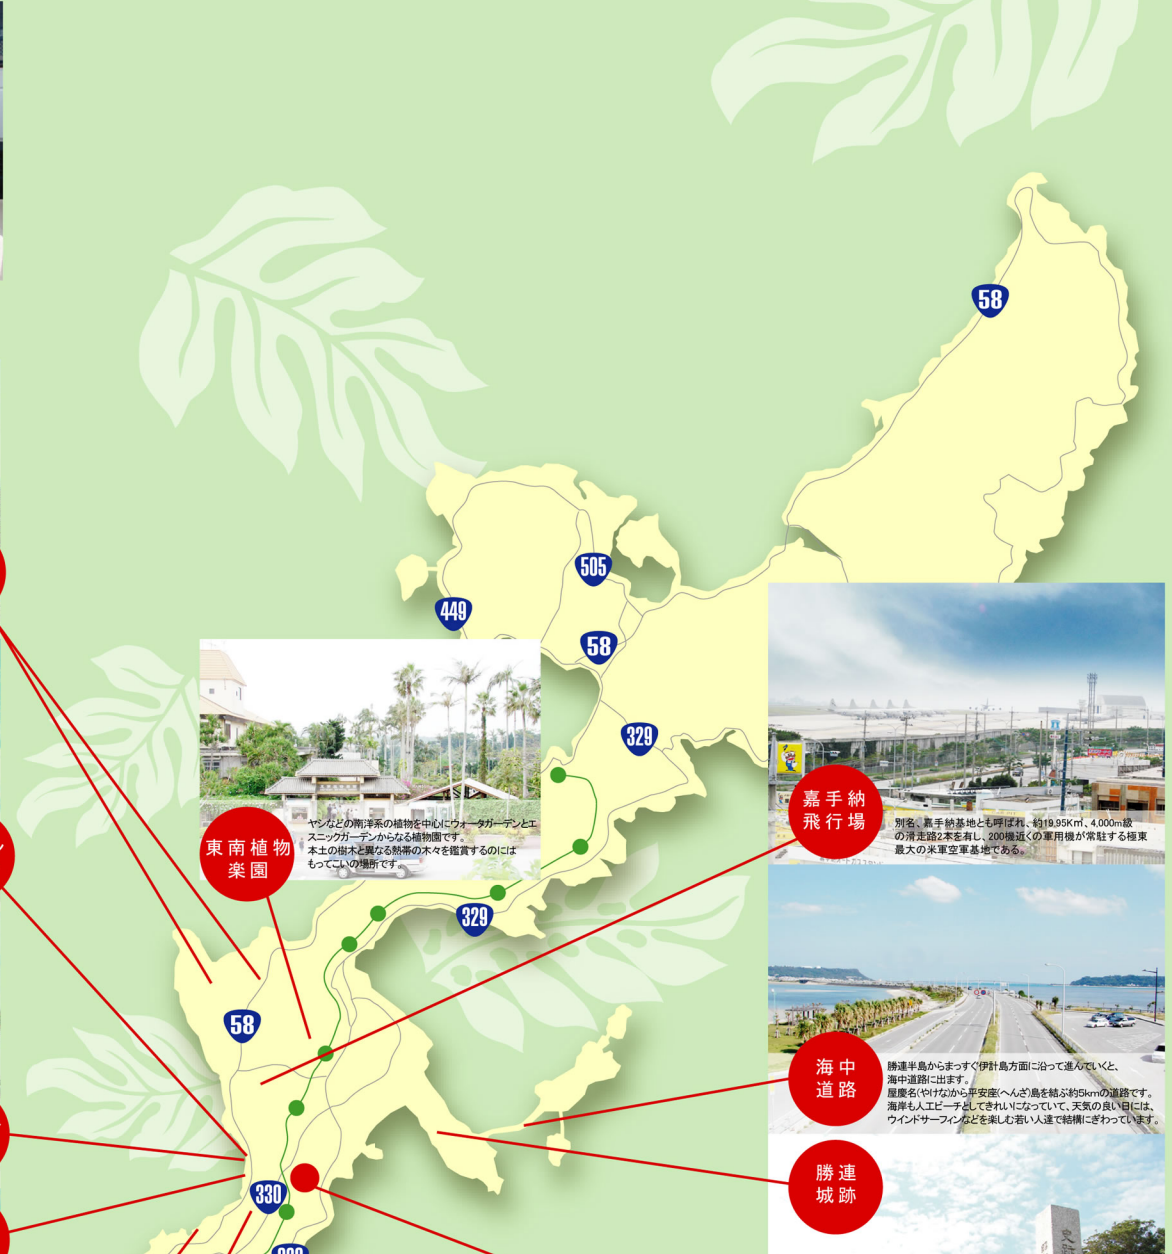 58
505
449
58
329
東南植物
楽園
ヤシなどの南洋系の植物を中心にウォータガーデンとエ
スニックガーデンからなる植物園です。
本土の樹木と異なる熱帯の木々を鑑賞するのには
もってこいの場所です。
嘉手納
飛行場
別名、嘉手納基地とも呼ばれ、約19,95K㎡、4,000m級
の滑走路2本を有し、200機近くの軍用機が常駐する極東
最大の米軍空軍基地である。
329
58
海中
道路
勝連半島からまっすぐ伊計島方面に沿って進んでいくと、
海中道路に出ます。
屋慶名(やけな)から平安座(へんざ)島を結ぶ約5kmの道路です。
海岸も人工ビーチとしてきれいになっていて、天気の良い日には、
ウインドサーフィンなどを楽しむ若い人達で結構にぎわっています。
勝連
城跡
330